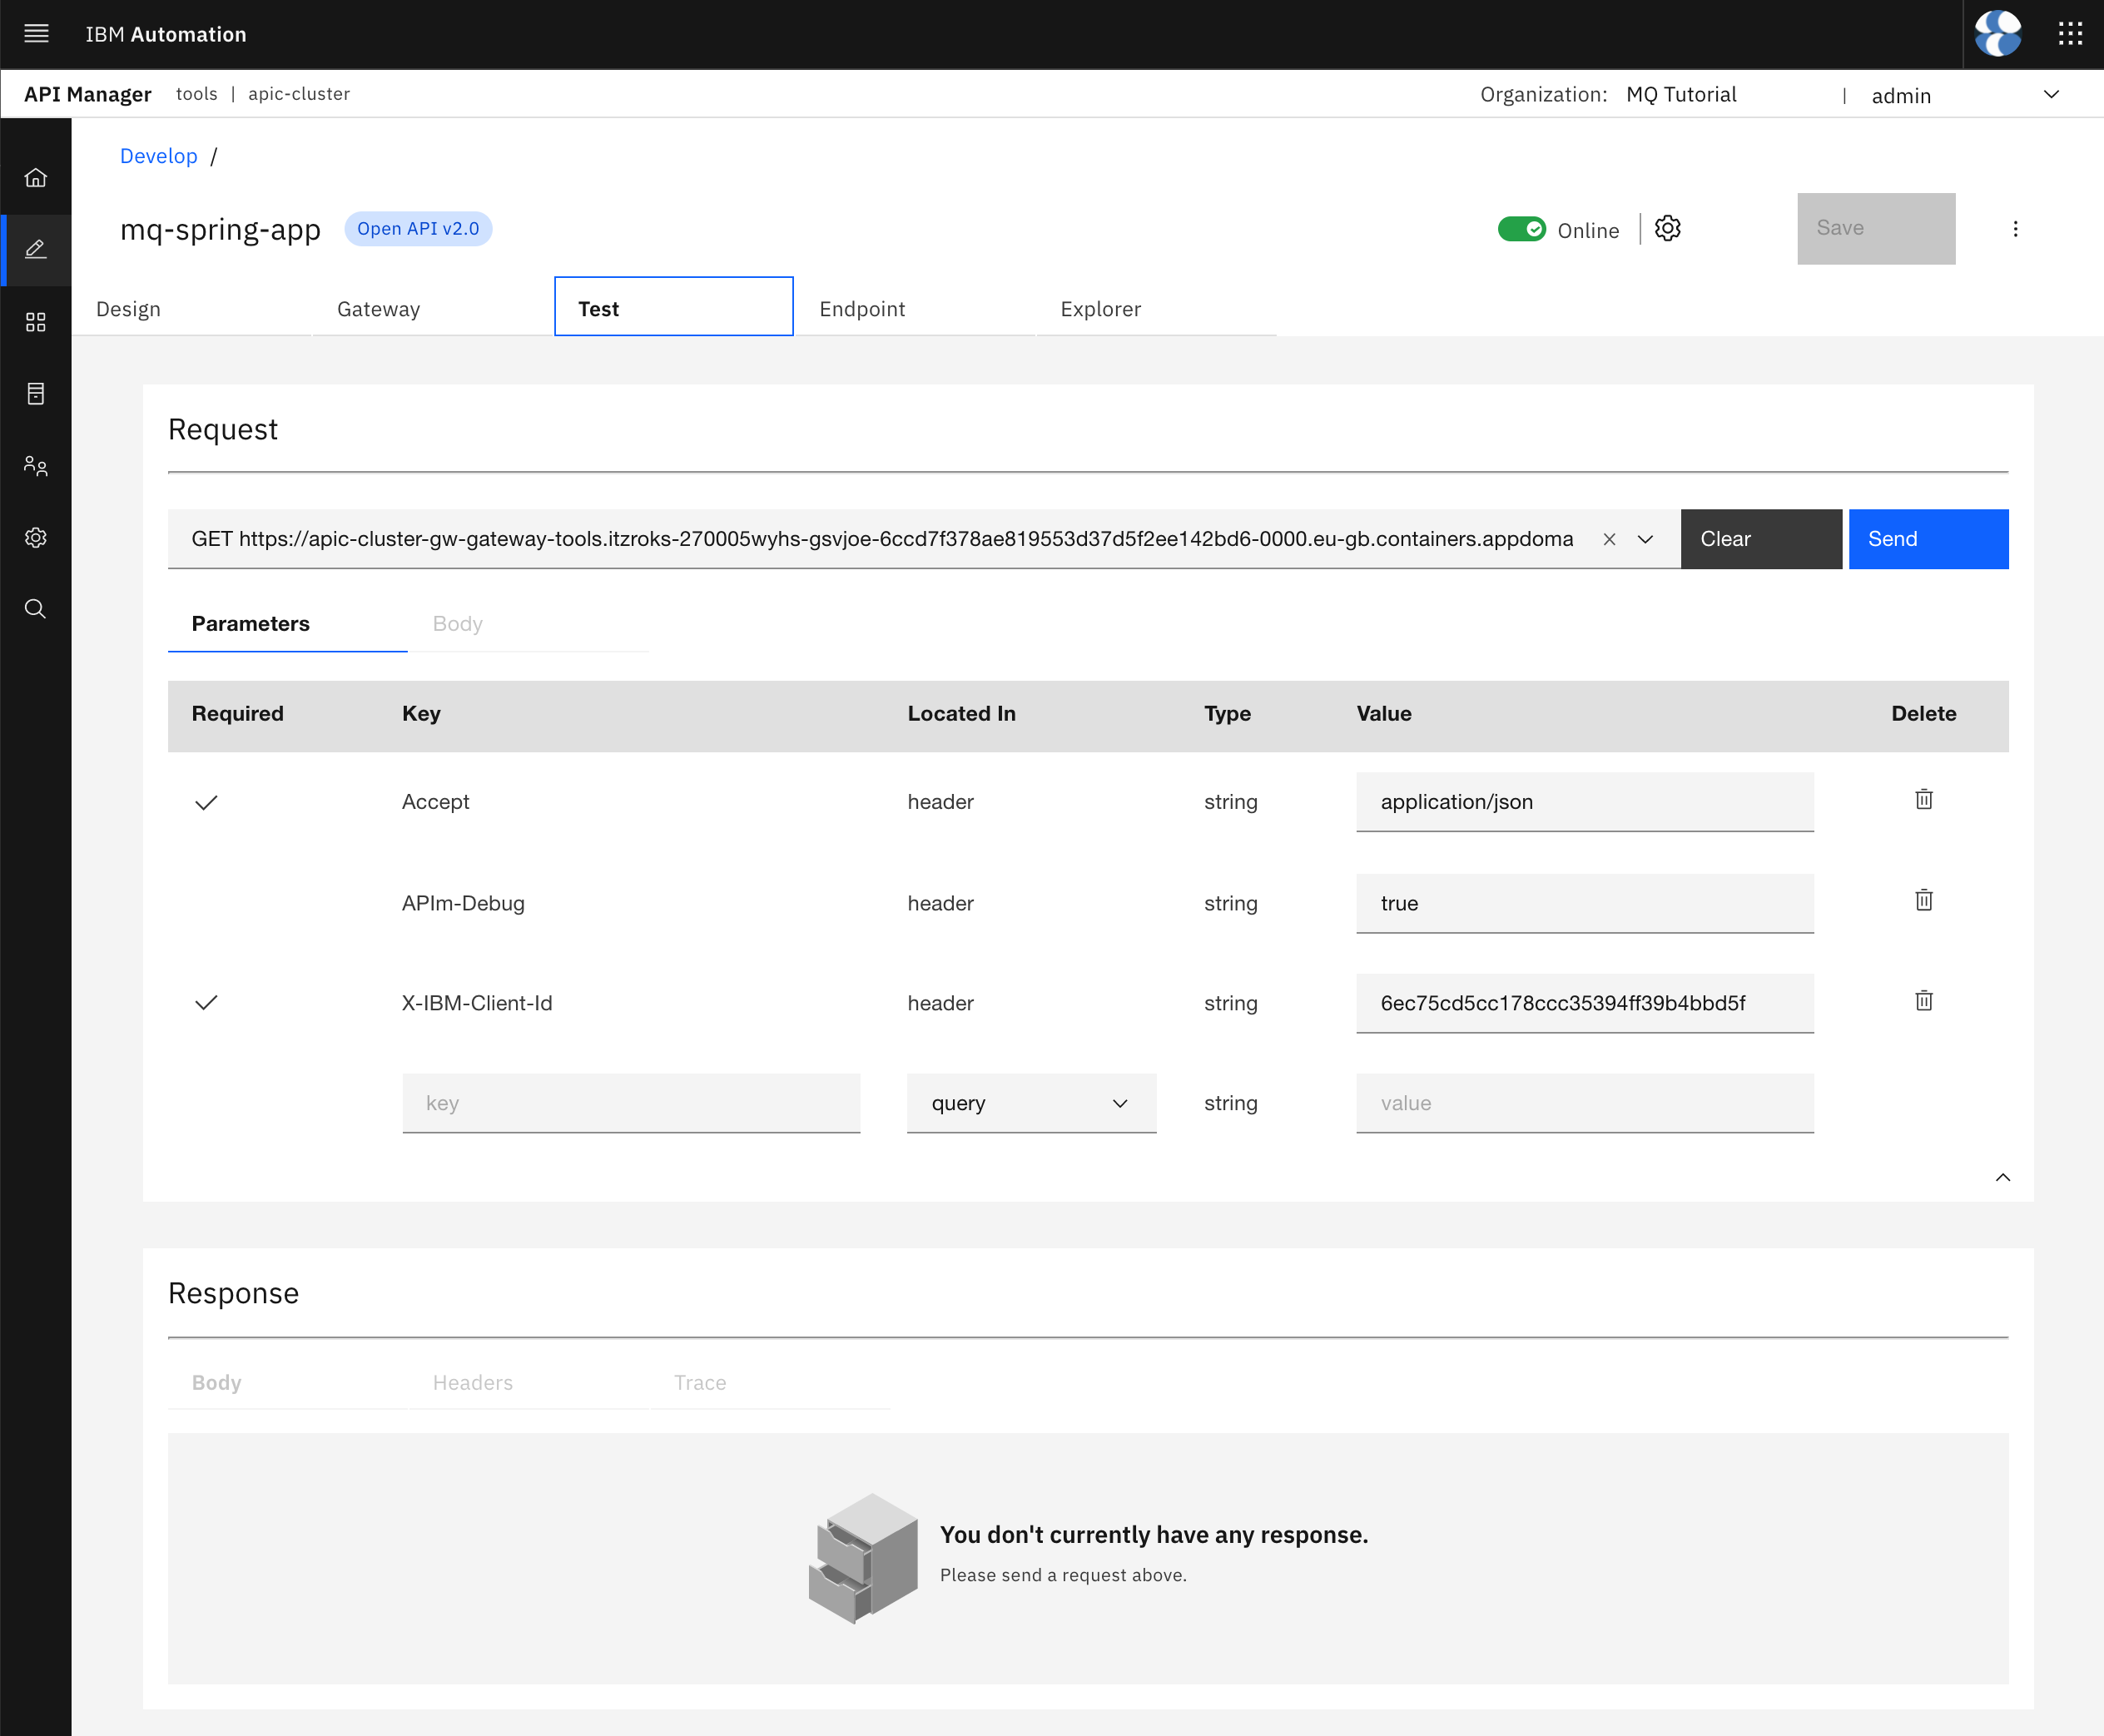 IBM Automation
API Manager tools | apic-cluster Organization: MQ Tutorial | admin
Develop /
mq-spring-app Open API v2.0 Online Save
Design Gateway Test Endpoint Explorer
Request
GET https://apic-cluster-gw-gateway-tools.itzroks-270005wyhs-gsvjoe-6ccd7f378ae819553d37d5f2ee142bd6-0000.eu-gb.containers.appdoma Clear Send
Parameters Body
Required Key Located In Type Value Delete
Accept header string application/json
APIm-Debug header string true
X-IBM-Client-Id header string 6ec75cd5cc178ccc35394ff39b4bbd5f
key query string value
Response
Body Headers Trace
You don't currently have any response.
Please send a request above.